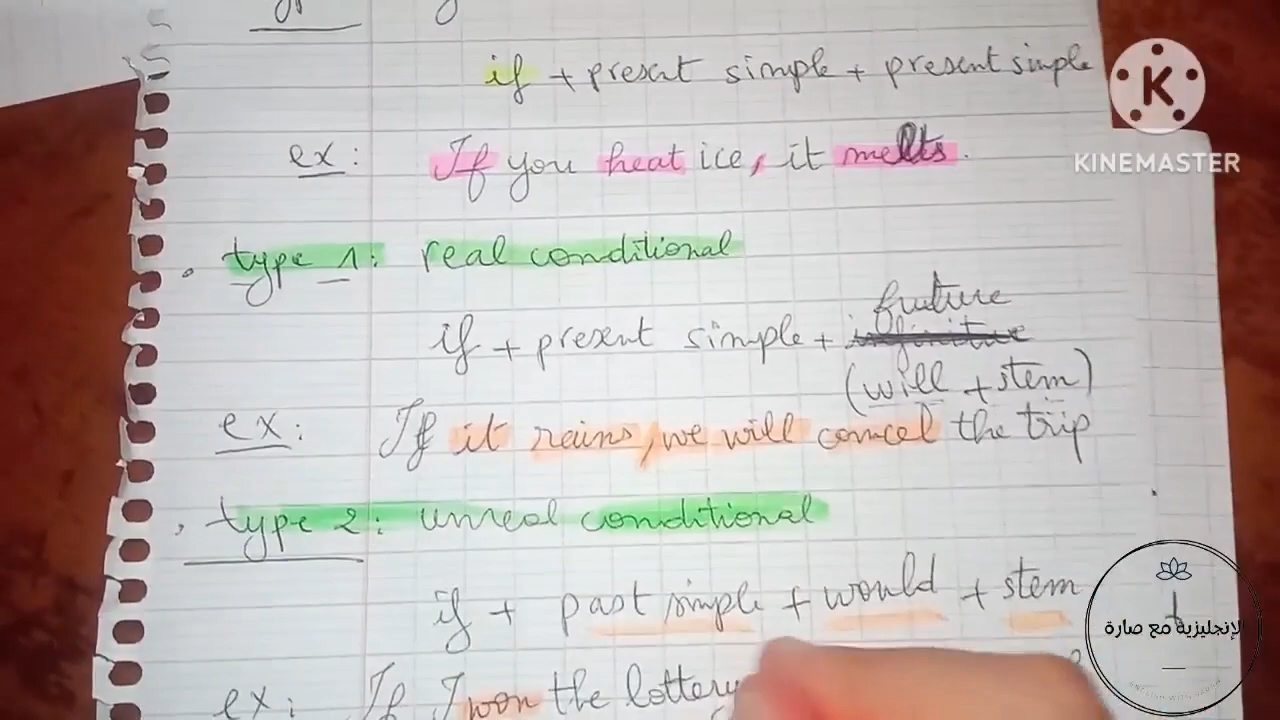 if + present simple + present simple
ex: If you heat ice, it melts.
type 1: real conditional
future
if + present simple + infinitive
(will + stem)
ex: If it rains, we will cancel the trip
type 2: unreal conditional
if + past simple + would + stem
ex: If I won the lottery
KINEMASTER
الإنجليزية مع صارة